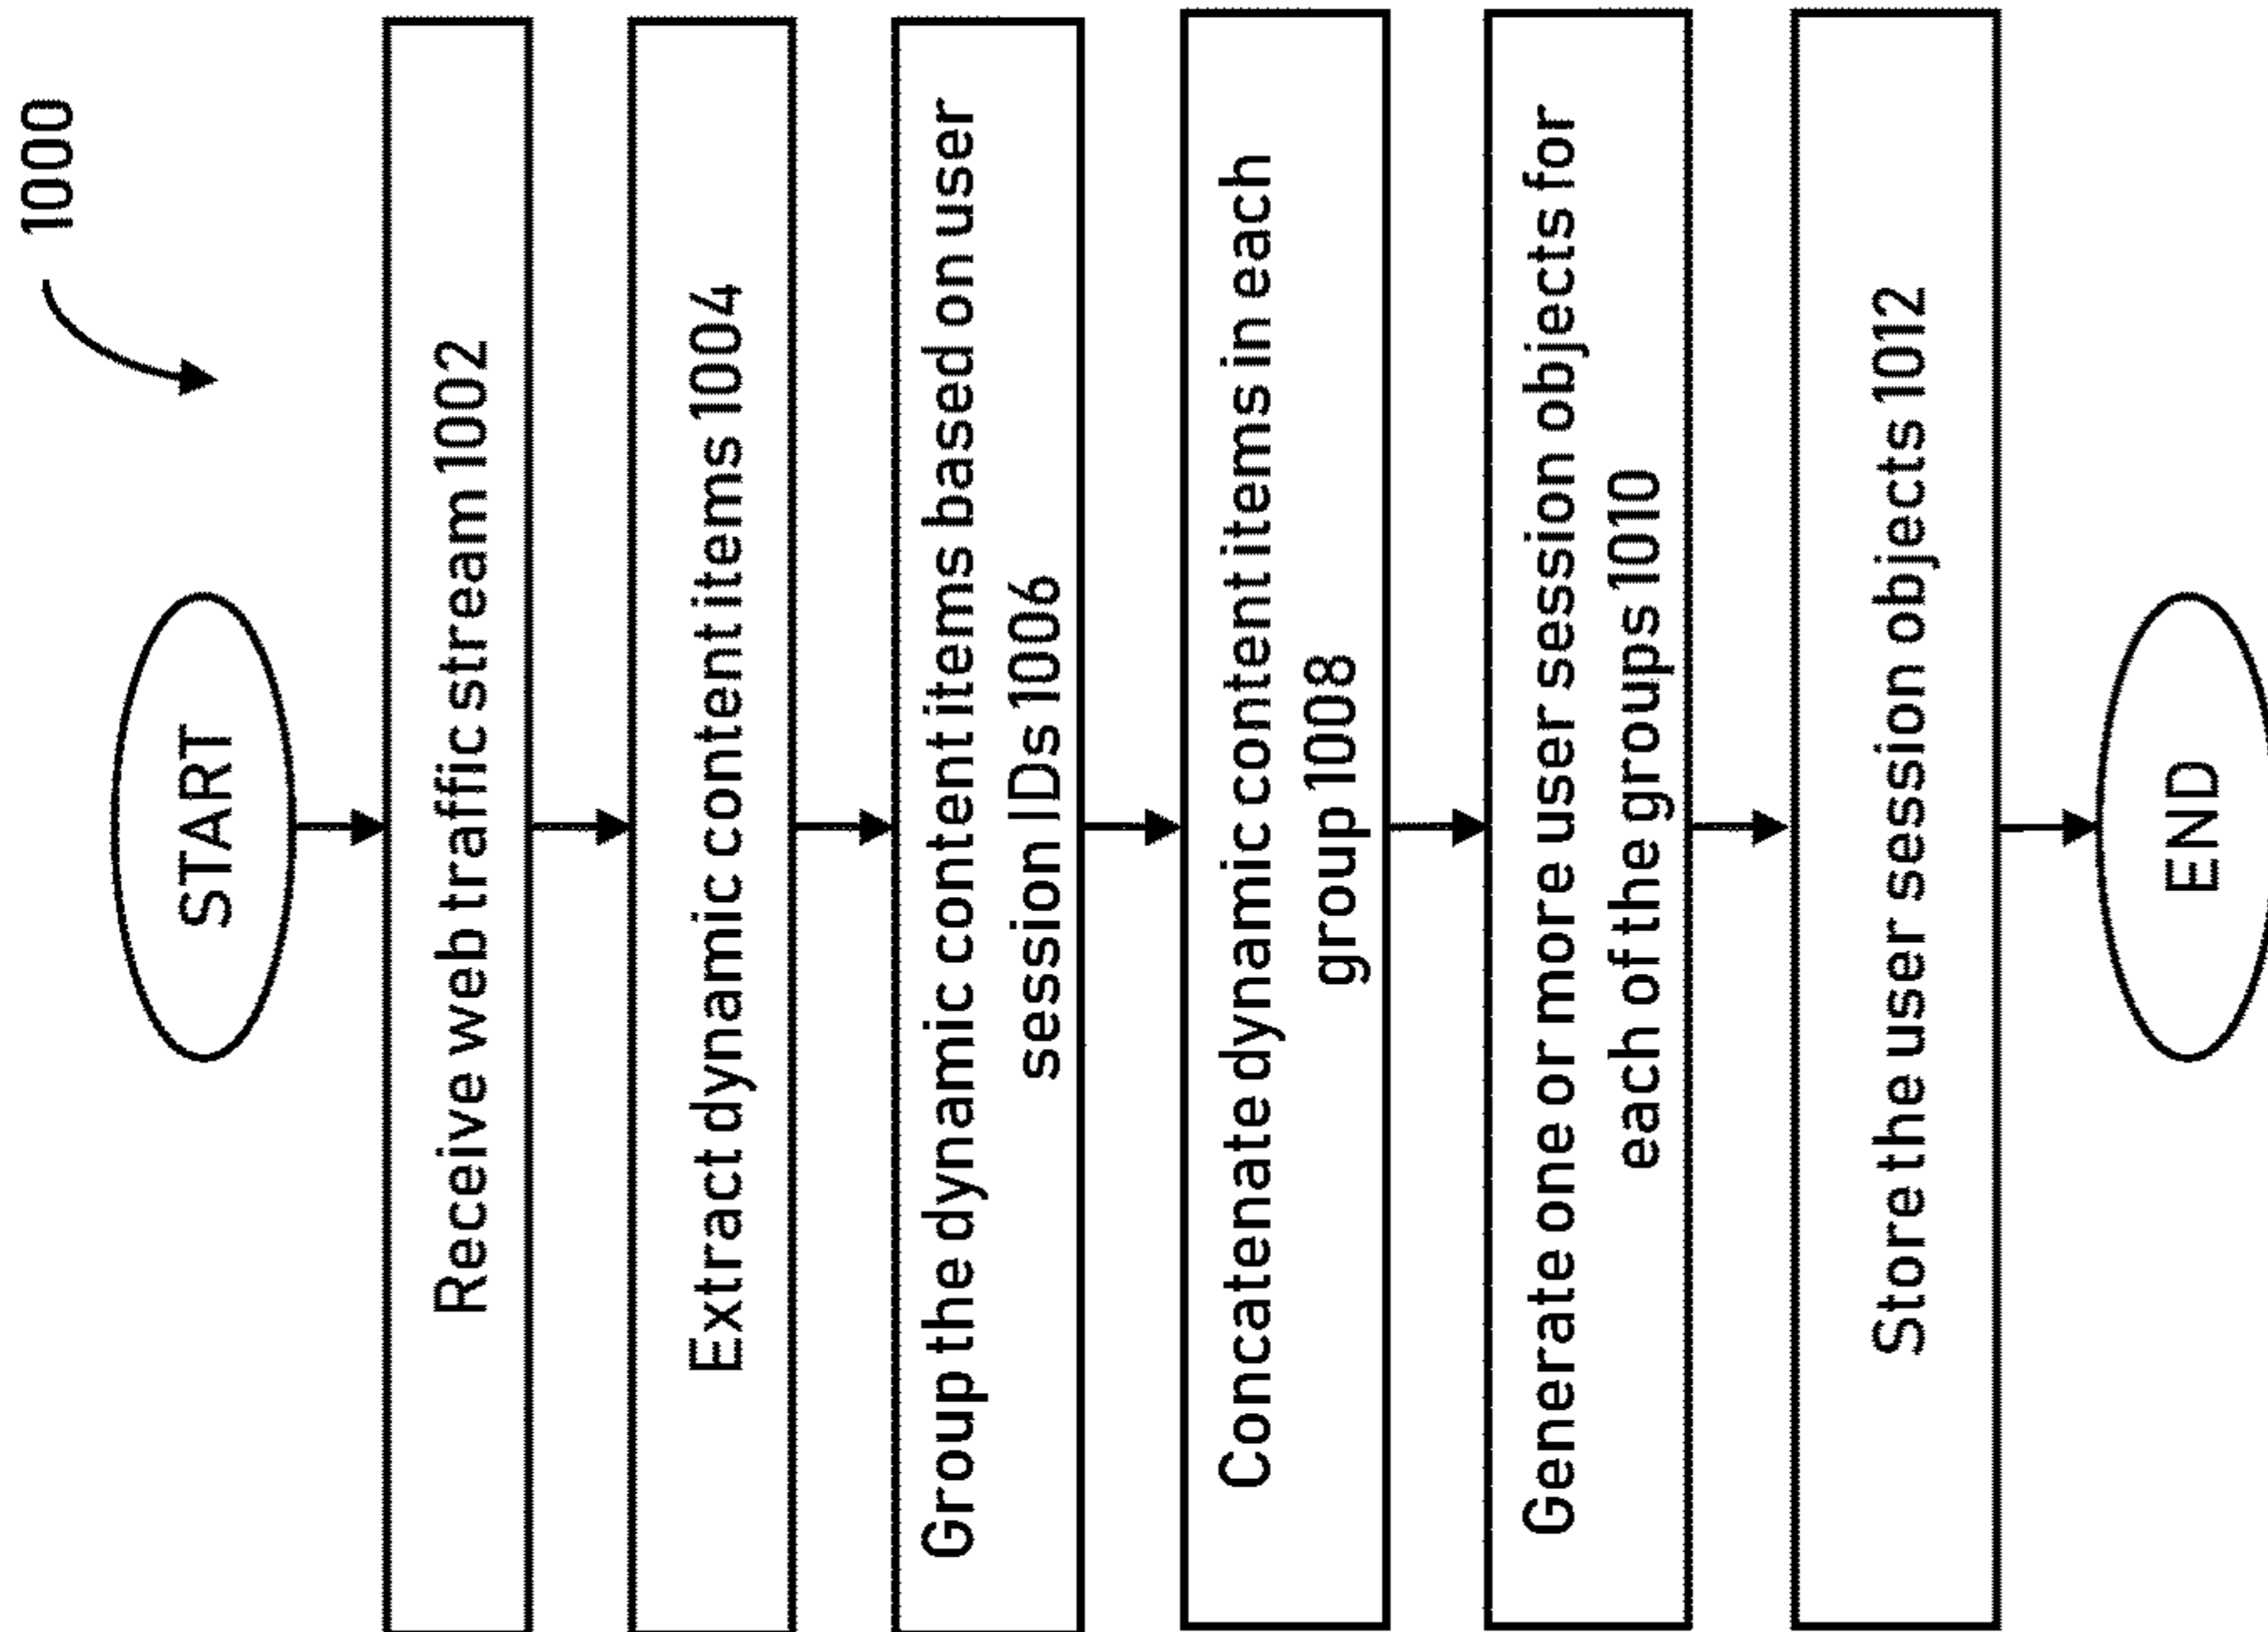 1000
START
Receive web traffic stream 1002
Extract dynamic content items 1004
Group the dynamic content items based on user
session IDs 1006
Concatenate dynamic content items in each
group 1008
Generate one or more user session objects for
each of the groups 1010
Store the user session objects 1012
END